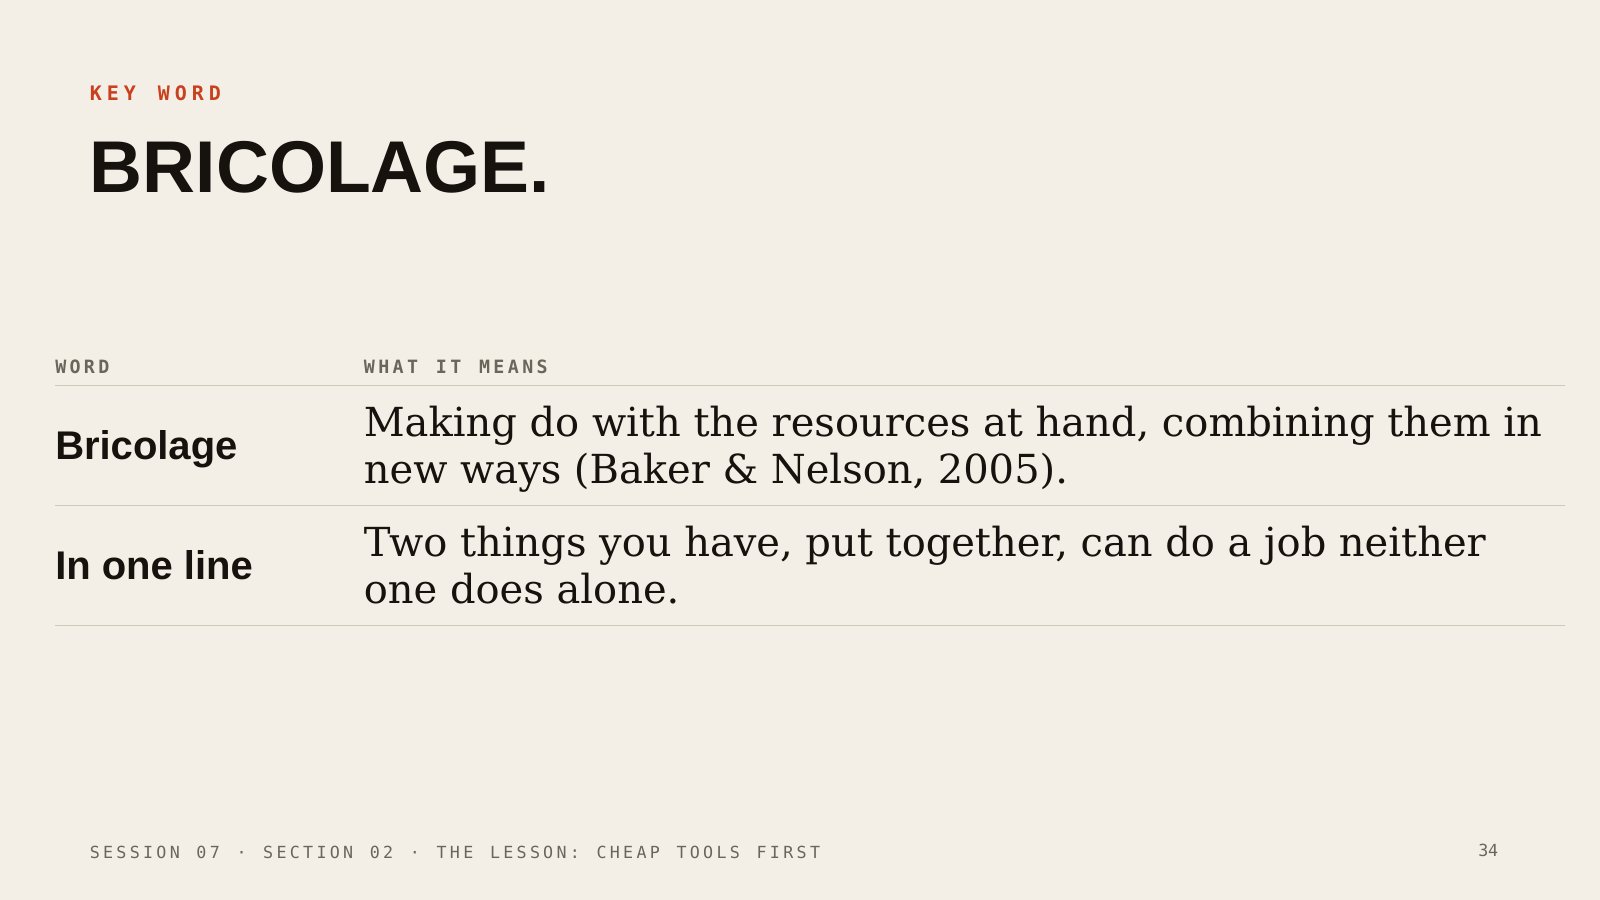 KEY WORD
BRICOLAGE.
WORD WHAT IT MEANS
Bricolage Making do with the resources at hand, combining them in
new ways (Baker & Nelson, 2005).
In one line Two things you have, put together, can do a job neither
one does alone.
SESSION 07 · SECTION 02 · THE LESSON: CHEAP TOOLS FIRST 34